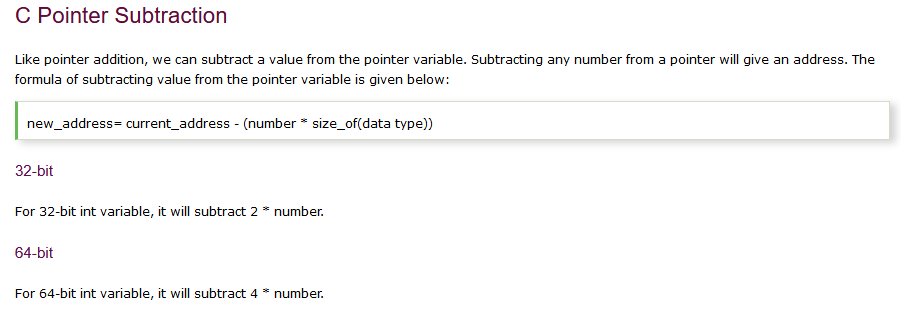 C Pointer Subtraction
Like pointer addition, we can subtract a value from the pointer variable. Subtracting any number from a pointer will give an address. The
formula of subtracting value from the pointer variable is given below:
new_address= current_address - (number * size_of(data type))
32-bit
For 32-bit int variable, it will subtract 2 * number.
64-bit
For 64-bit int variable, it will subtract 4 * number.